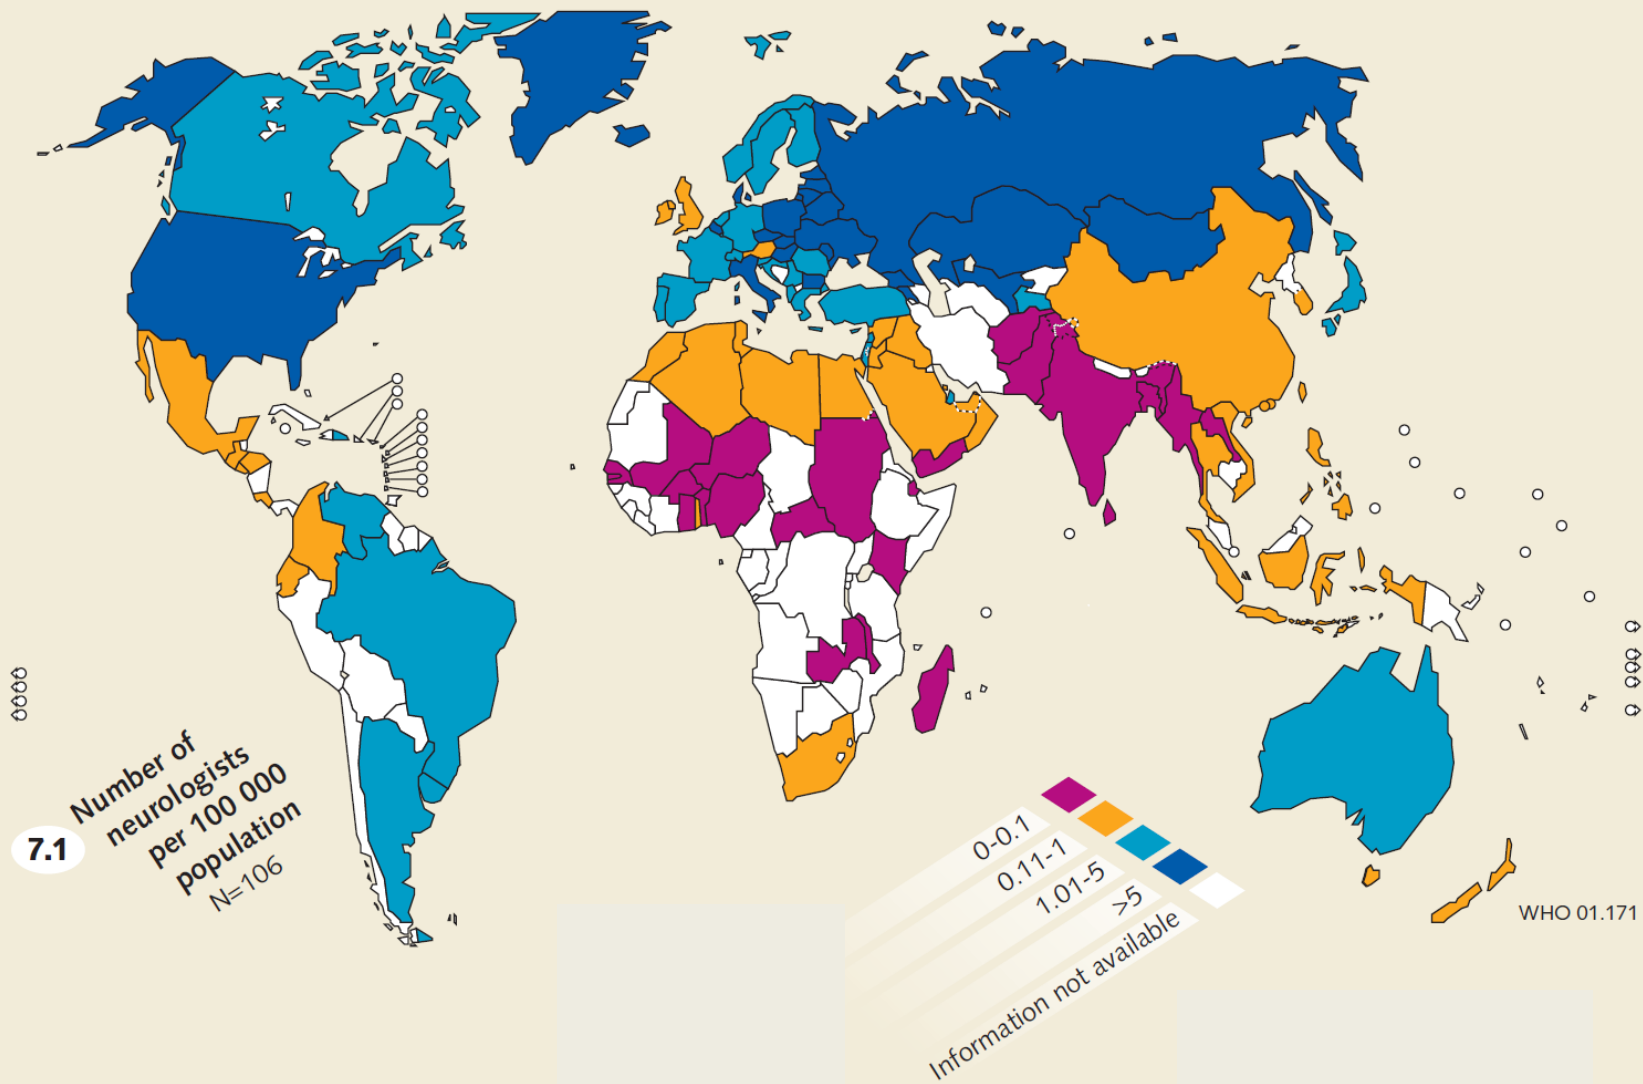 Number of
neurologists
per 100 000
population
N=106
7.1
0-0.1
0.11-1
1.01-5
>5
Information not available
WHO 01.171